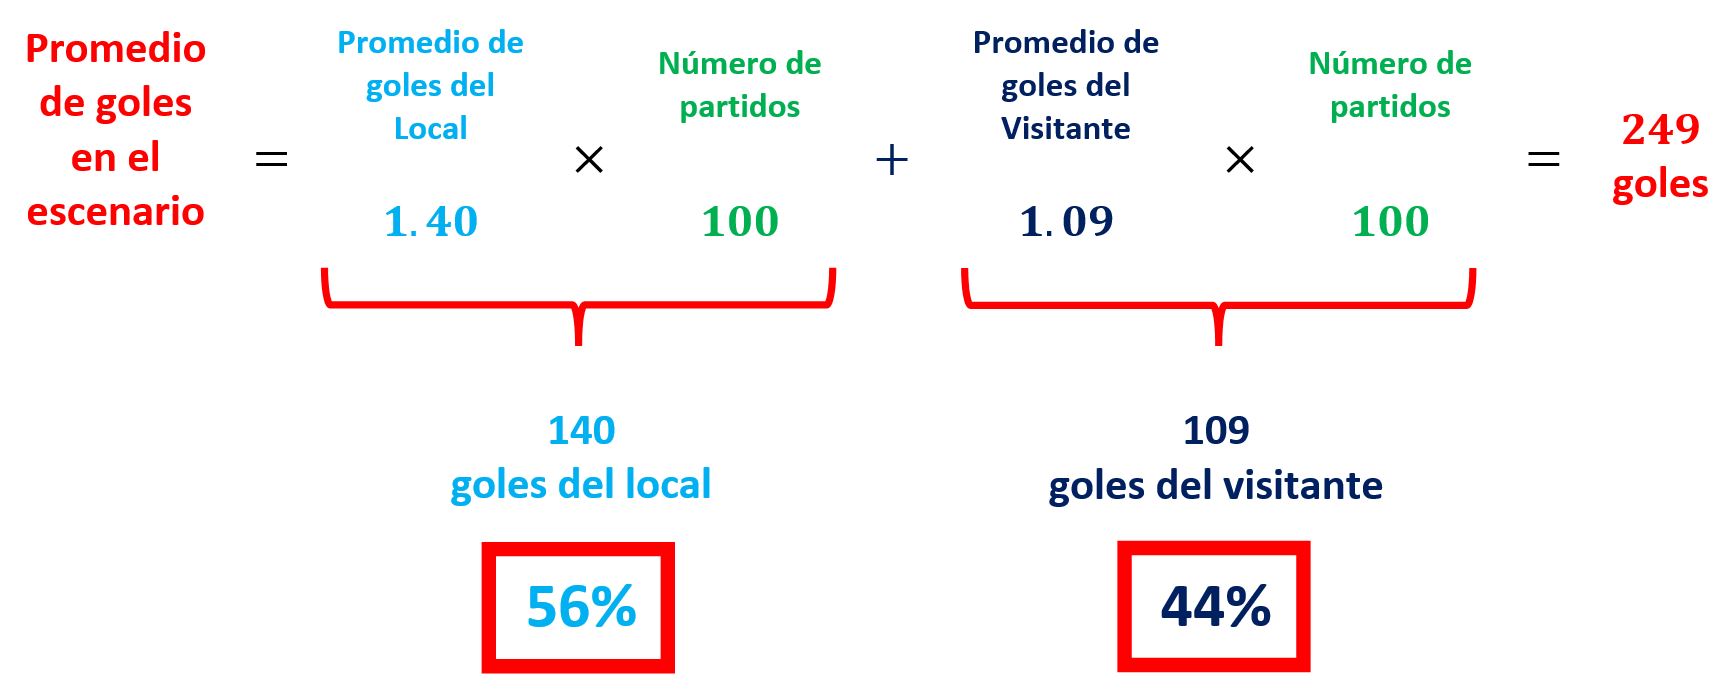 Promedio
de goles
en el
escenario
=
Promedio de
goles del
Local
1.40
×
Número de
partidos
100
+
Promedio de
goles del
Visitante
1.09
×
Número de
partidos
100
=
249
goles
140
goles del local
56%
109
goles del visitante
44%